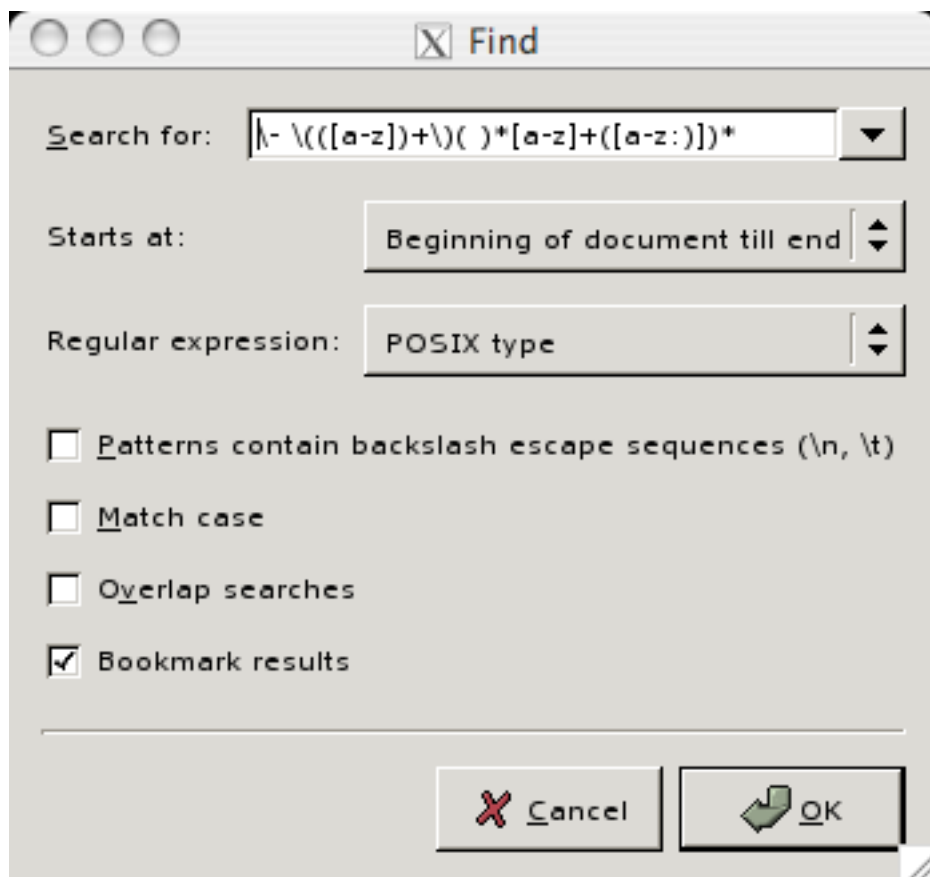 Find
Search for: \- \(([a-z])+\)( )*[a-z]+([a-z:)])*
Starts at: Beginning of document till end
Regular expression: POSIX type
Patterns contain backslash escape sequences (\n, \t)
Match case
Overlap searches
Bookmark results
Cancel OK